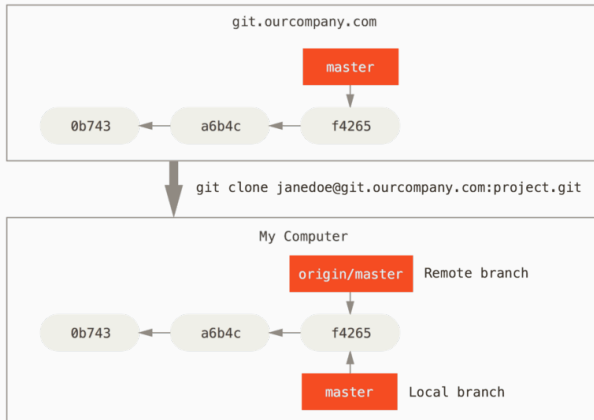 git.ourcompany.com
master
0b743 a6b4c f4265
git clone janedoe@git.ourcompany.com:project.git
My Computer
origin/master Remote branch
0b743 a6b4c f4265
master Local branch